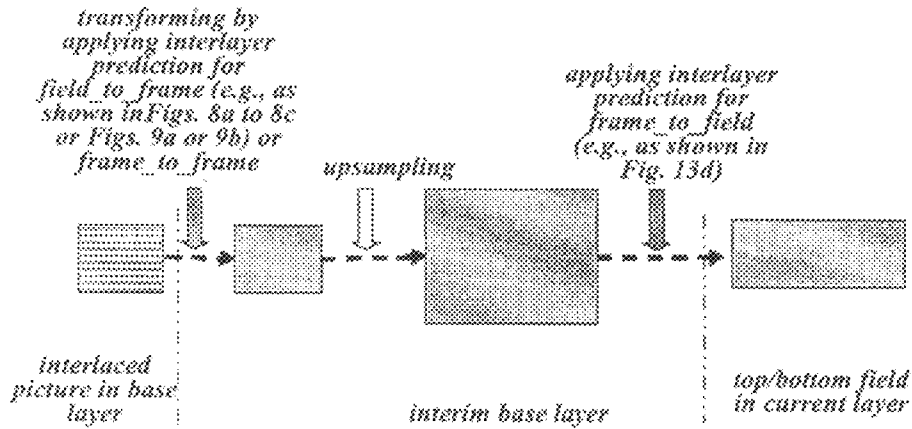 transforming by
applying interlayer
prediction for
field_to_frame (e.g., as
shown inFigs. 8a to 8c
or Figs. 9a or 9b) or
frame_to_frame
upsampling
applying interlayer
prediction for
frame_to_field
(e.g., as shown in
Fig. 13d)
interlaced
picture in base
layer
interim base layer
top/bottom field
in current layer